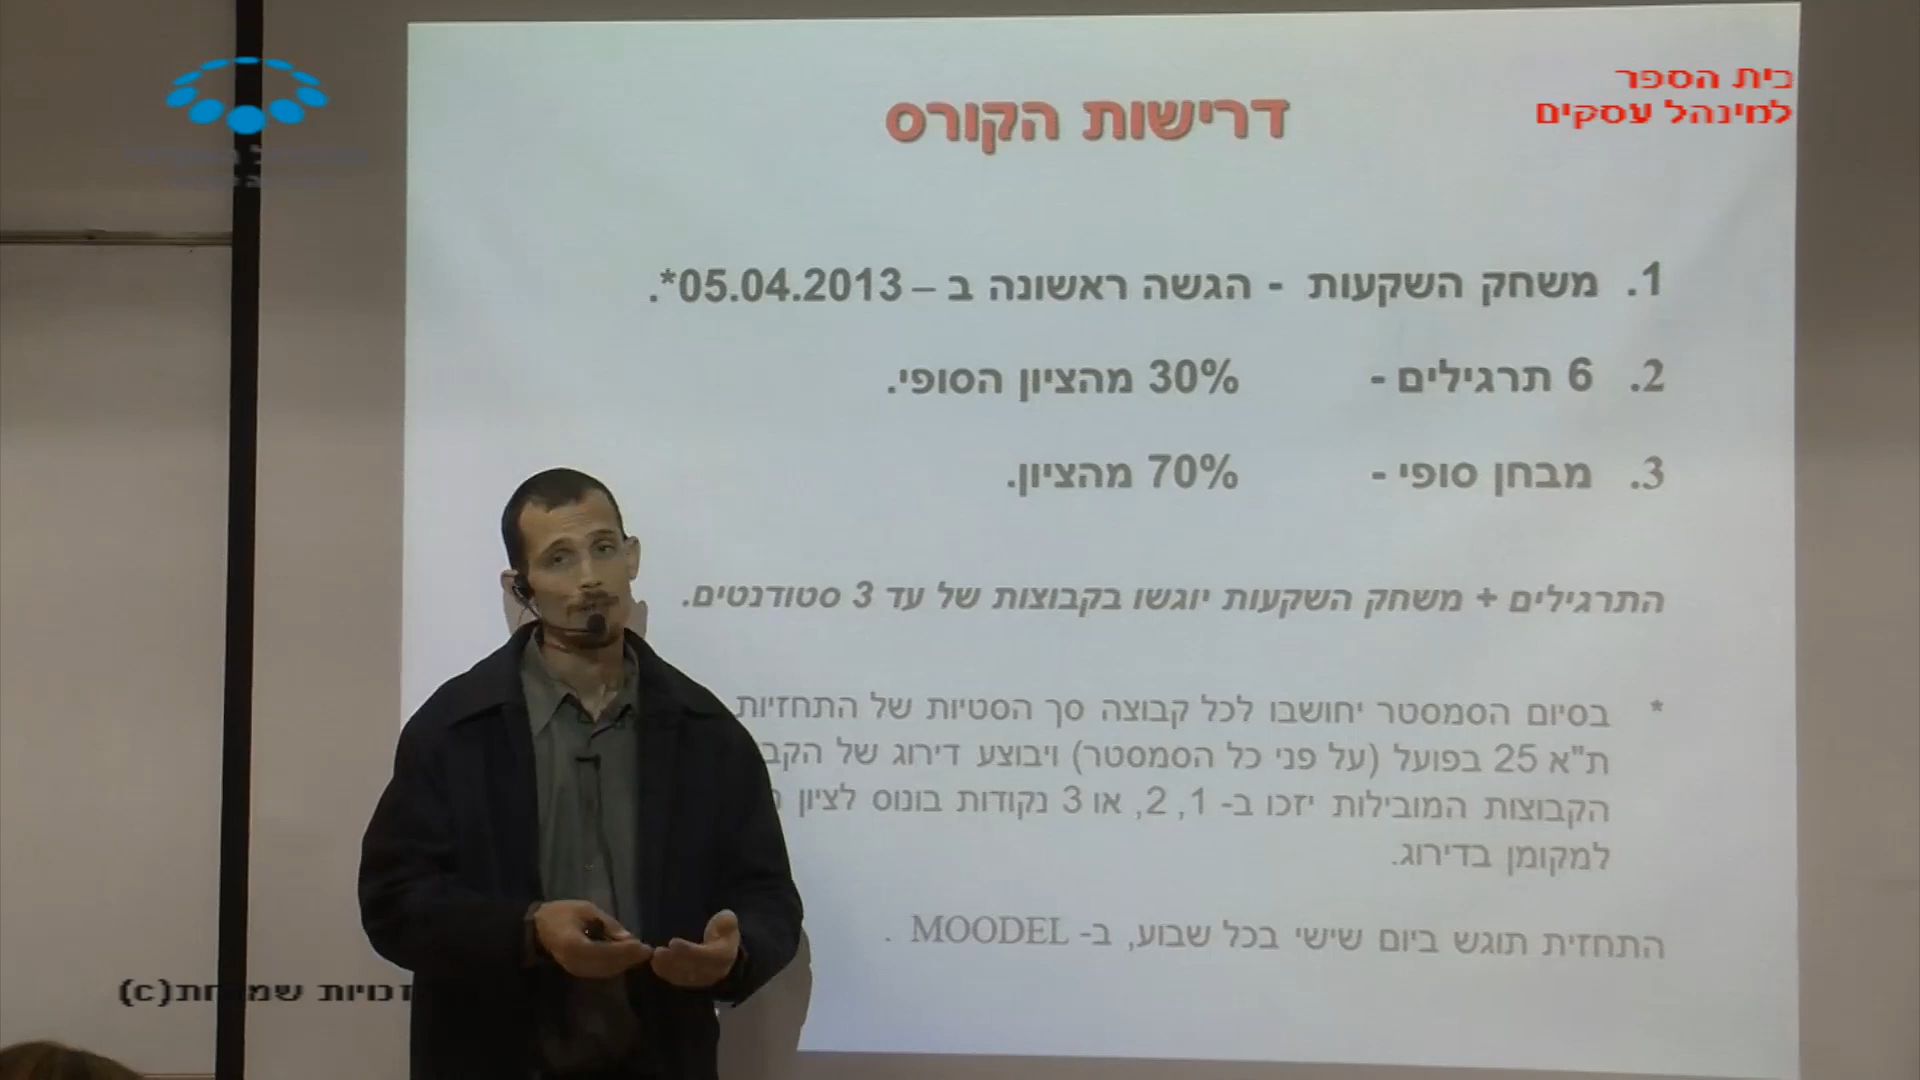 בית הספר
למינהל עסקים
דרישות הקורס
1. משחק השקעות - הגשה ראשונה ב – 05.04.2013*.
2. 6 תרגילים - 30% מהציון הסופי.
3. מבחן סופי - 70% מהציון.
התרגילים + משחק השקעות יוגשו בקבוצות של עד 3 סטודנטים.
* בסיום הסמסטר יחושבו לכל קבוצה סך הסטיות של התחזיות
ת"א 25 בפועל (על פני כל הסמסטר) ויבוצע דירוג של
הקבוצות המובילות יזכו ב- 1, 2, או 3 נקודות בונוס לציון
למקומן בדירוג.
התחזית תוגש ביום שישי בכל שבוע, ב- MOODEL .
זכויות (c)